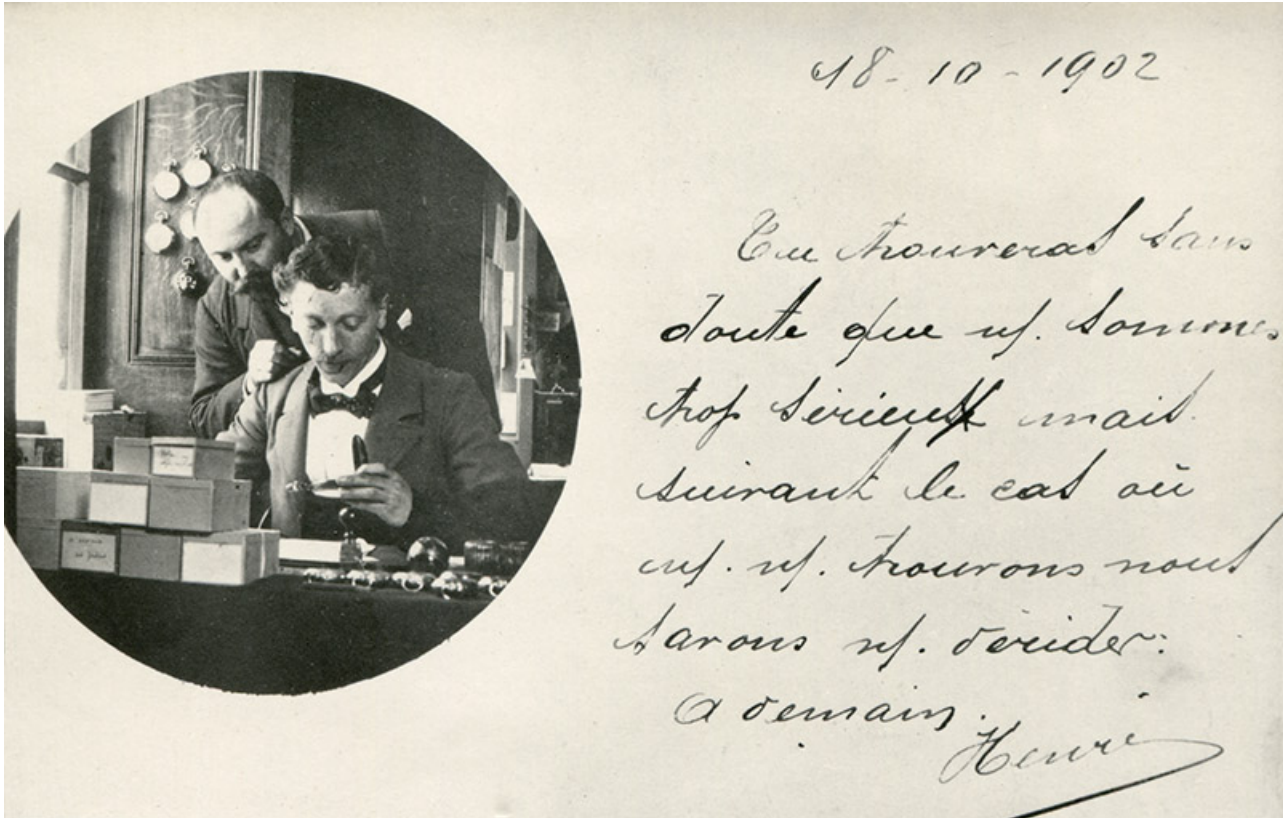 18-10-1902
Tu trouveras sans
doute que ns. sommes
trop sérieux mais
suivant le cas où
ns. ns. trouvons nous
savons ns. dérider.
A demain.
Henri